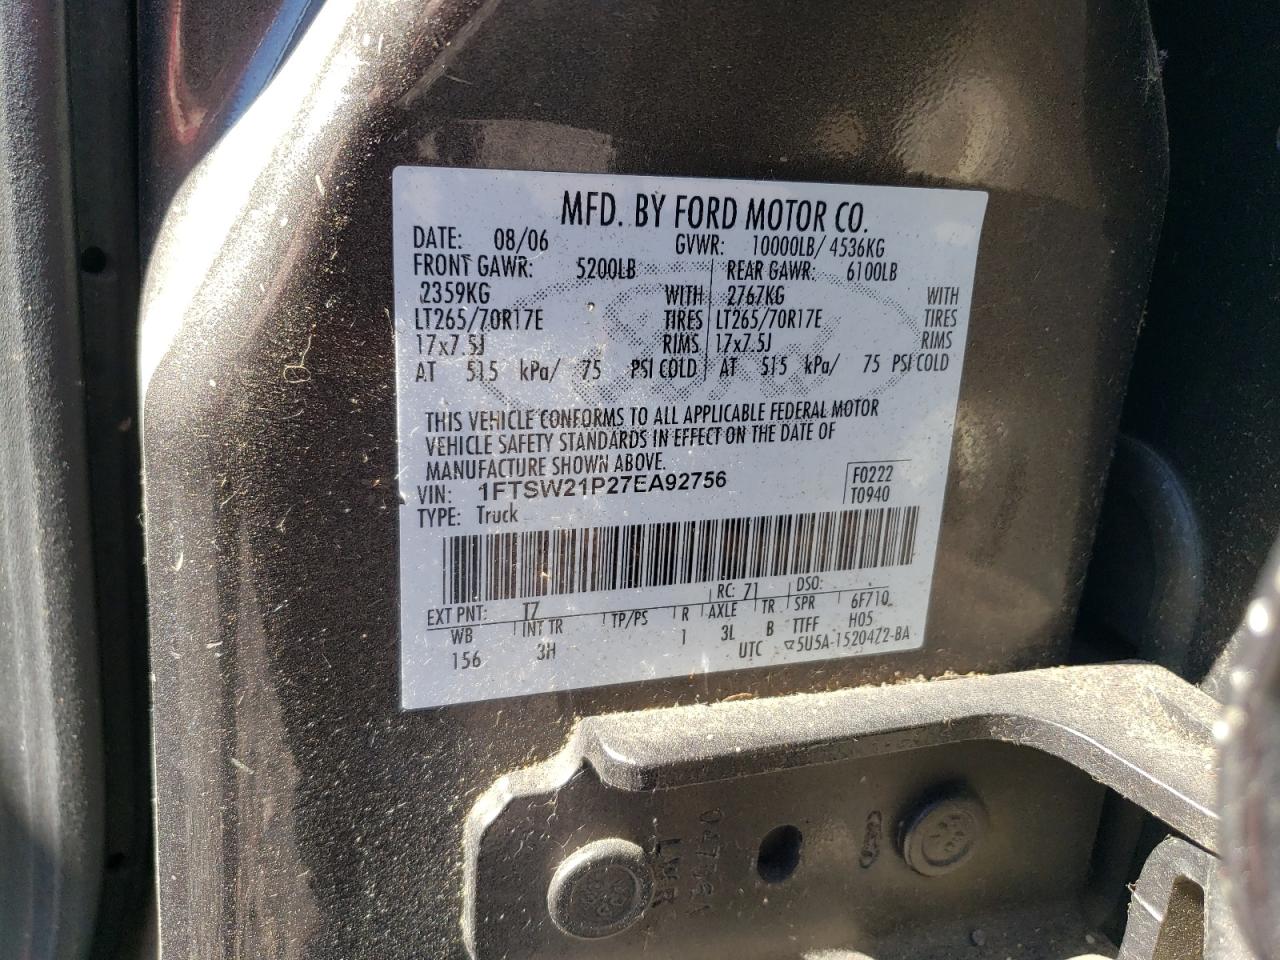 MFD. BY FORD MOTOR CO.
DATE: 08/06 GVWR: 10000LB/ 4536KG
FRONT GAWR: 5200LB REAR GAWR: 6100LB
2359KG WITH 2767KG WITH
LT265/70R17E TIRES LT265/70R17E TIRES
17x7.5J RIMS 17x7.5J RIMS
AT 515 kPa/ 75 PSI COLD AT 515 kPa/ 75 PSI COLD
THIS VEHICLE CONFORMS TO ALL APPLICABLE FEDERAL MOTOR
VEHICLE SAFETY STANDARDS IN EFFECT ON THE DATE OF
MANUFACTURE SHOWN ABOVE.
VIN: 1FTSW21P27EA92756
F0222
T0940
TYPE: Truck
EXT PNT: T7 RC: 71 DSO:
WB INT TR TP/PS R AXLE TR SPR 6F710
156 3H 1 3L B TTFF H05
UTC 5U5A-1520472-BA